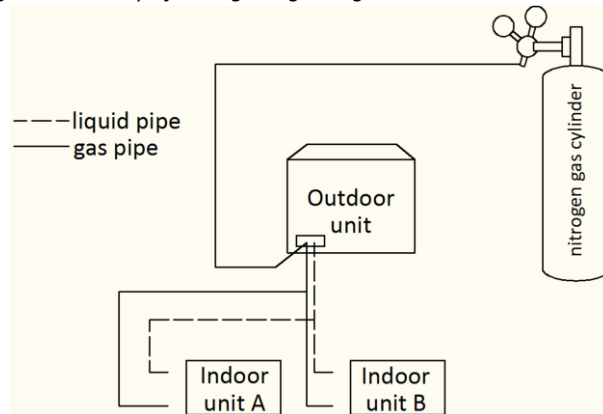 liquid pipe
gas pipe
Outdoor
unit
nitrogen gas cylinder
Indoor
unit A
Indoor
unit B